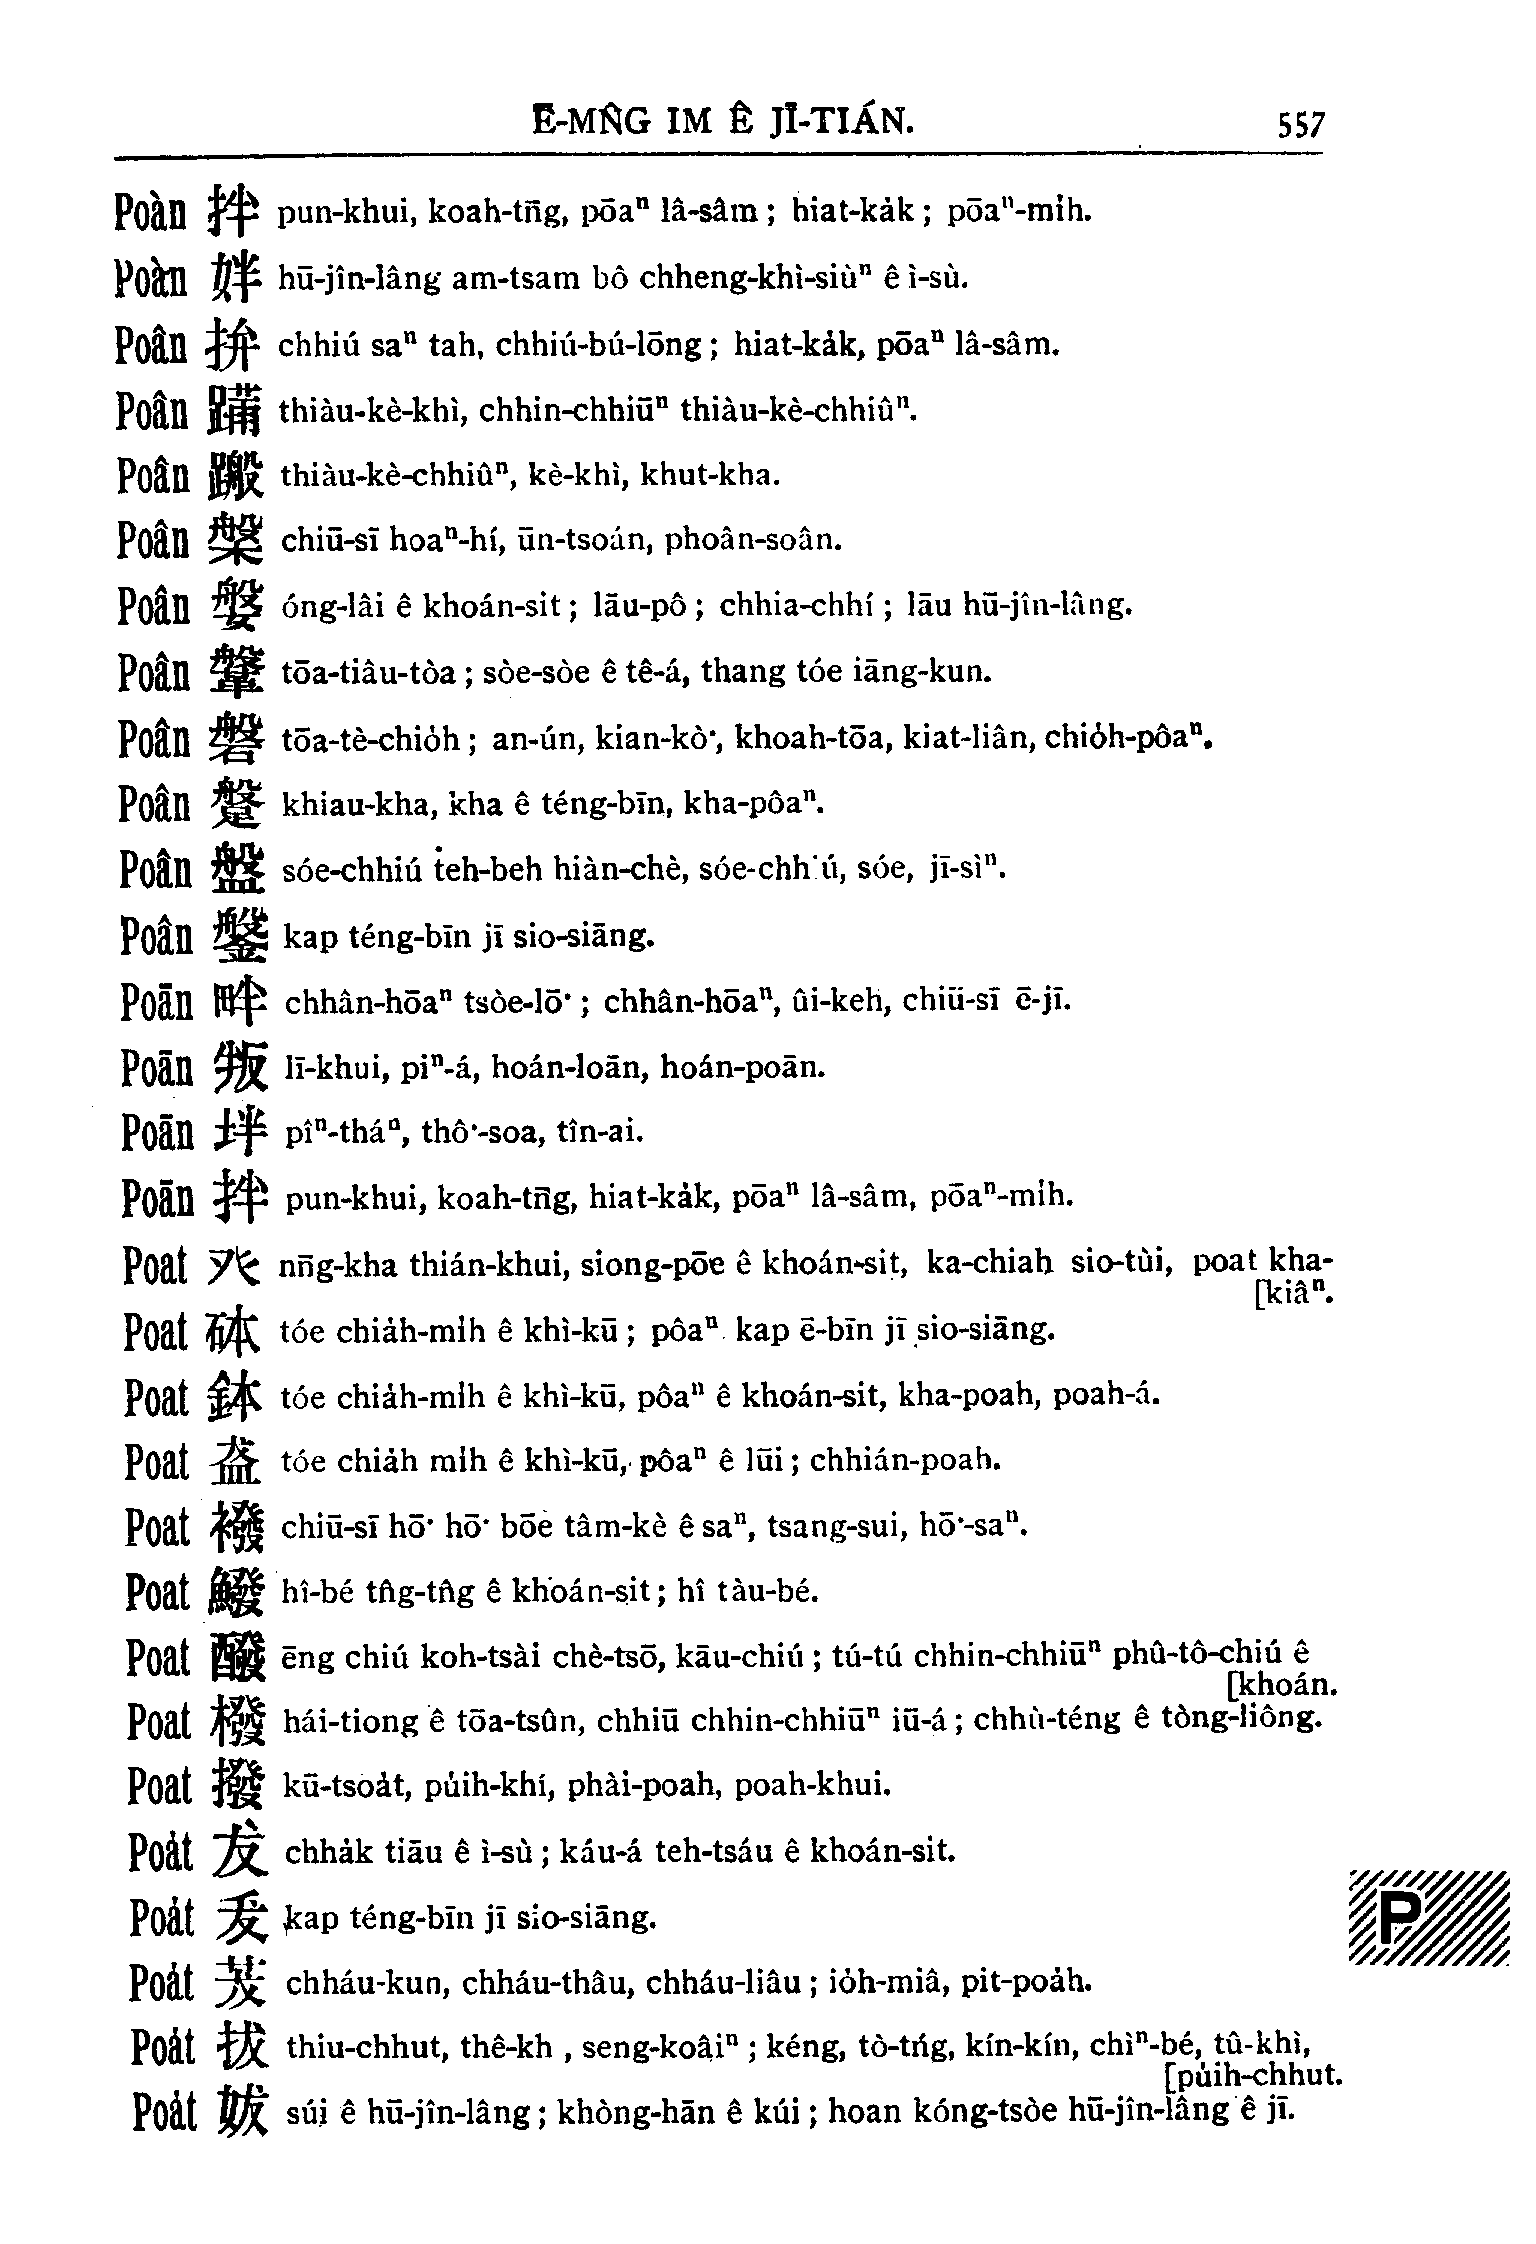 Ē-MN̂G IM Ê JĪ-TIÁN. 557
Poàn 拌 pun-khui, koah-tn̄g, pōaⁿ lâ-sâm; hiat-ka̍k; pōaⁿ-mi̍h.
Poàn 姅 hū-jîn-lâng am-tsam bô chheng-khì-siùⁿ ê ì-sù.
Poân 拚 chhiú saⁿ tah, chhiú-bú-lōng; hiat-ka̍k, pōaⁿ lâ-sâm.
Poân 蹣 thiàu-kè-khì, chhin-chhiūⁿ thiàu-kè-chhiûⁿ.
Poân 蹳 thiàu-kè-chhiûⁿ, kè-khì, khut-kha.
Poân 槃 chiū-sī hoaⁿ-hí, ūn-tsoán, phoân-soân.
Poân 媻 óng-lâi ê khoán-sit; lāu-pô; chhia-chhí; lāu hū-jîn-lâng.
Poân 鞶 tōa-tiâu-tòa; sòe-sòe ê tê-á, thang tóe iāng-kun.
Poân 磐 tōa-tè-chio̍h; an-ún, kian-kò͘, khoah-tōa, kiat-liân, chio̍h-pôaⁿ.
Poân 蹩 khiau-kha, kha ê téng-bīn, kha-pôaⁿ.
Poân 盤 sóe-chhiú teh-beh hiàn-chè, sóe-chhiú, sóe, jī-sìⁿ.
Poân 鎜 kap téng-bīn jī sio-siāng.
Poān 畔 chhân-hōaⁿ tsòe-lō͘; chhân-hōaⁿ, ûi-keh, chiū-sī ē-jī.
Poān 叛 lī-khui, piⁿ-á, hoán-loān, hoán-poān.
Poān 坢 pîⁿ-tháⁿ, thô͘-soa, tîn-ai.
Poān 拌 pun-khui, koah-tn̄g, hiat-ka̍k, pōaⁿ lâ-sâm, pōaⁿ-mi̍h.
Poat 癶 nn̄g-kha thián-khui, siong-pōe ê khoán-sit, ka-chiah sio-tùi, poat kha-
[kiâⁿ.
Poat 砵 tóe chia̍h-mi̍h ê khì-kū; pôaⁿ kap ē-bīn jī sio-siāng.
Poat 鉢 tóe chia̍h-mi̍h ê khì-kū, pôaⁿ ê khoán-sit, kha-poah, poah-á.
Poat 盋 tóe chia̍h mi̍h ê khì-kū, pôaⁿ ê lūi; chhián-poah.
Poat 襏 chiū-sī hō͘ hō͘ bōe tâm-kè ê saⁿ, tsang-sui, hō͘-saⁿ.
Poat 鱍 hî-bé tn̂g-tn̂g ê khoán-sit; hî tàu-bé.
Poat 醱 ēng chiú koh-tsài chè-tsō, kāu-chiú; tú-tú chhin-chhiūⁿ phû-tô-chiú ê
[khoán.
Poat 橃 hái-tiong ê tōa-tsûn, chhiū chhin-chhiūⁿ iū-á; chhù-téng ê tòng-liông.
Poat 撥 kū-tsoa̍t, pu̍ih-khí, phài-poah, poah-khui.
Poa̍t 犮 chha̍k tiāu ê ì-sù; káu-á teh-tsáu ê khoán-sit.
Poa̍t 叐 kap téng-bīn jī sio-siāng.
Poa̍t 茇 chháu-kun, chháu-thâu, chháu-liâu; io̍h-miâ, pit-poa̍h.
Poa̍t 拔 thiu-chhut, thê-kh , seng-koâiⁿ; kéng, tò-tńg, kín-kín, chìⁿ-bé, tû-khì,
[pu̍ih-chhut.
Poa̍t 妭 súi ê hū-jîn-lâng; khòng-hān ê kúi; hoan kóng-tsòe hū-jîn-lâng ê jī.
P